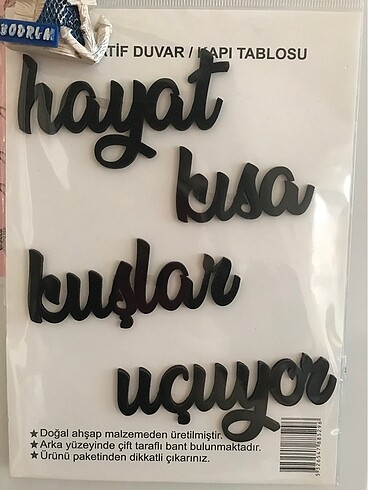 BODRUM
TİF DUVAR / KAPI TABLOSU
hayat
kısa
kuşlar
uçuyor
★Doğal ahşap malzemeden üretilmiştir.
★Arka yüzeyinde çift taraflı bant bulunmaktadır.
★Ürünü paketinden dikkatli çıkarınız.